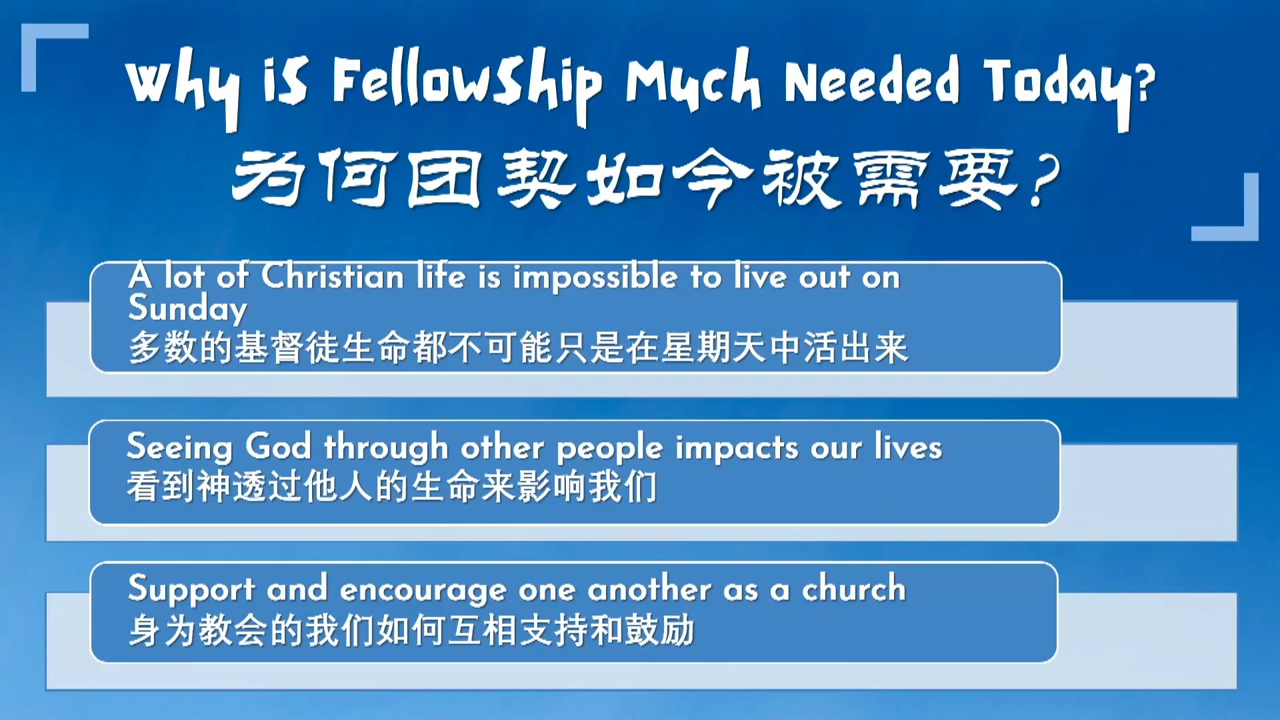 Why is Fellowship Much Needed Today?
为何团契如今被需要?
A lot of Christian life is impossible to live out on
Sunday
多数的基督徒生命都不可能只是在星期天中活出来
Seeing God through other people impacts our lives
看到神透过他人的生命来影响我们
Support and encourage one another as a church
身为教会的我们如何互相支持和鼓励